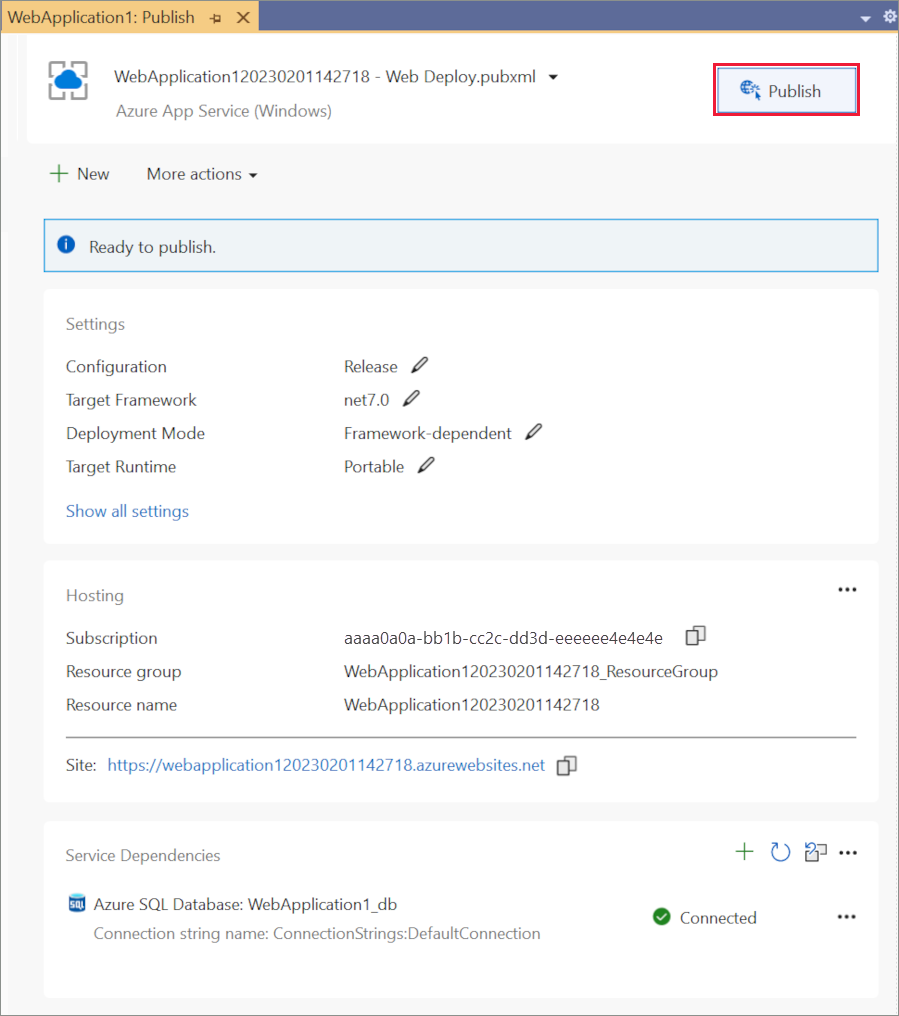 WebApplication1: Publish
WebApplication120230201142718 - Web Deploy.pubxml
Azure App Service (Windows)
Publish
New
More actions
Ready to publish.
Settings
Configuration Release
Target Framework net7.0
Deployment Mode Framework-dependent
Target Runtime Portable
Show all settings
Hosting
Subscription aaaa0a0a-bb1b-cc2c-dd3d-eeeeee4e4e4e
Resource group WebApplication120230201142718_ResourceGroup
Resource name WebApplication120230201142718
Site: https://webapplication120230201142718.azurewebsites.net
Service Dependencies
SQL Azure SQL Database: WebApplication1_db
Connection string name: ConnectionStrings:DefaultConnection
Connected